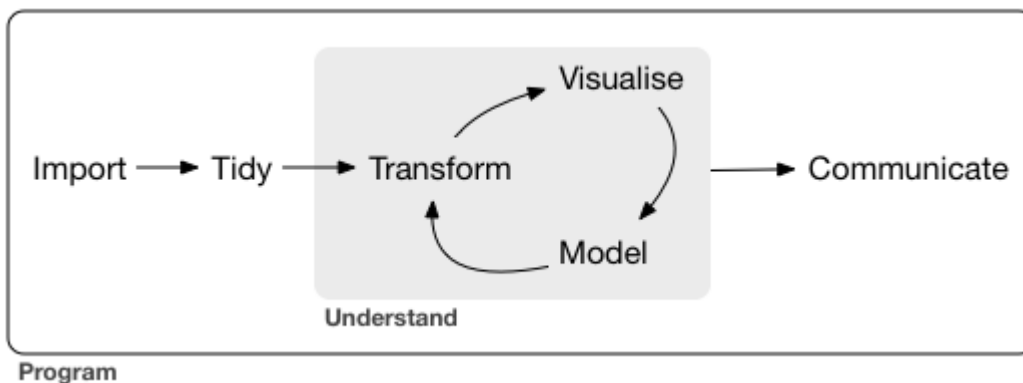 Visualise
Import
Tidy
Transform
Communicate
Model
Understand
Program